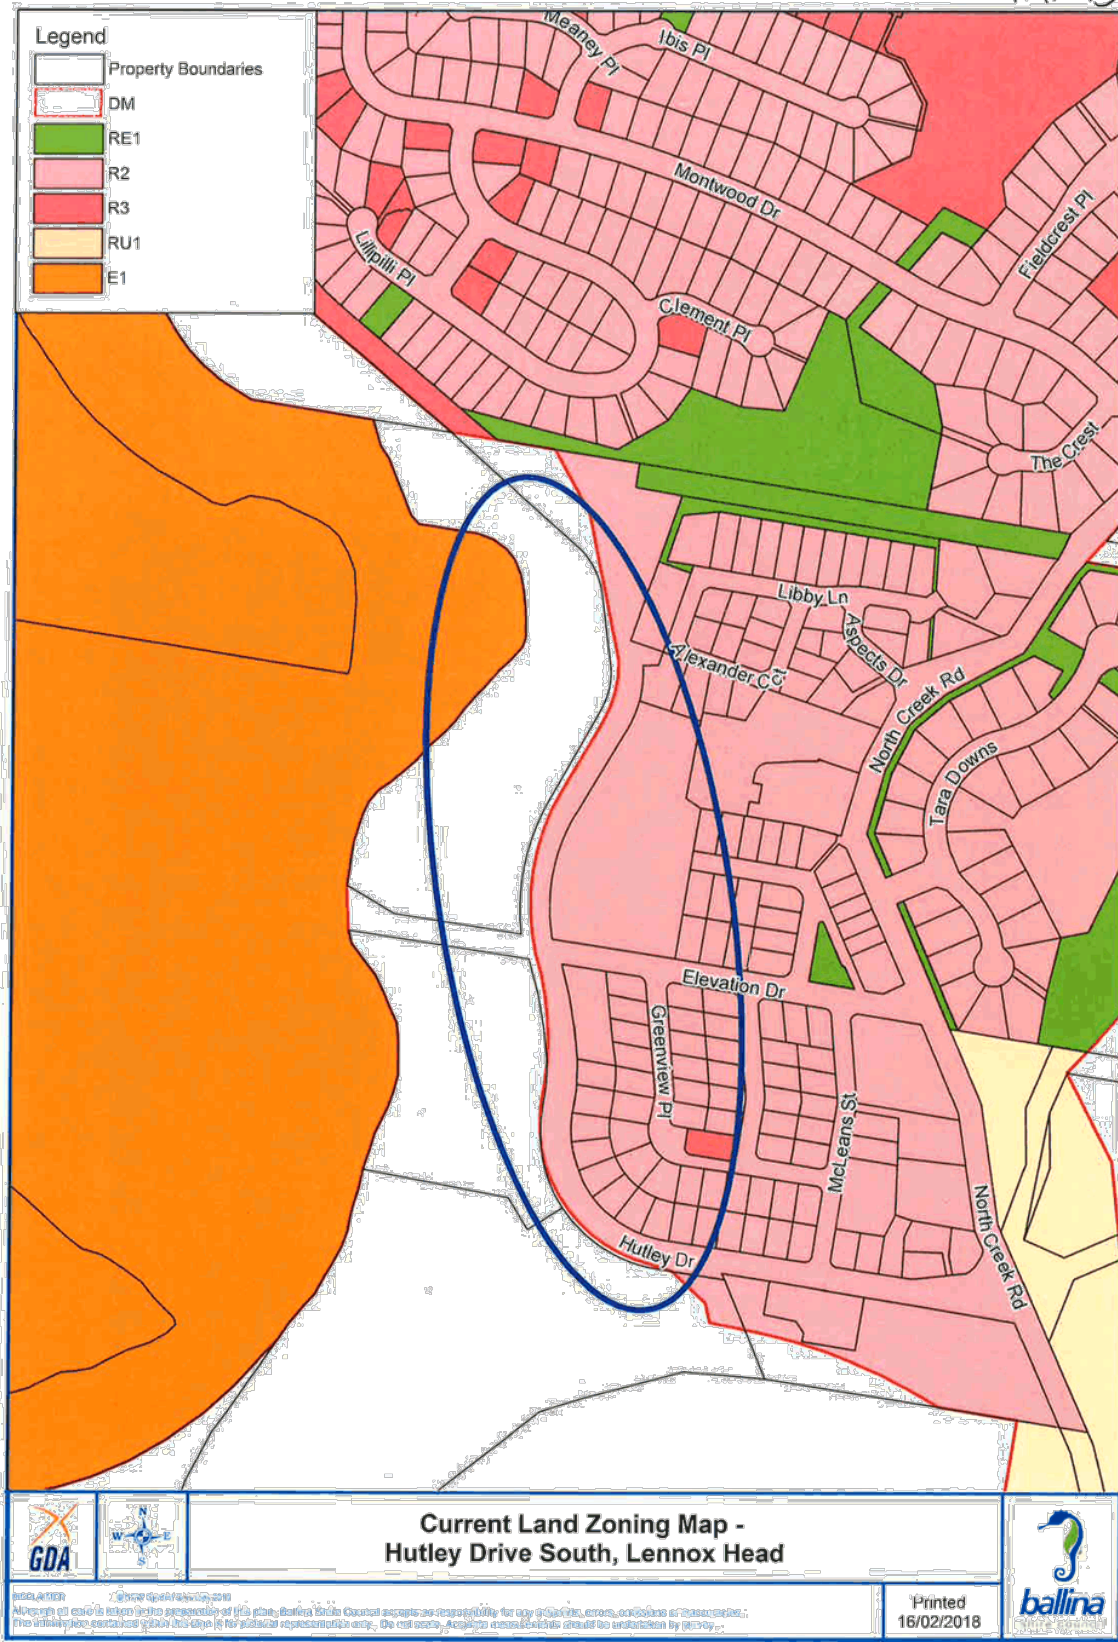 Legend
Property Boundaries
DM
RE1
R2
R3
RU1
E1
Meaney Pl
Ibis Pl
Montwood Dr
Fieldcrest Pl
Lillipilli Pl
Clement Pl
The Crest
Libby Ln
Aspects Dr
Alexander Cct
North Creek Rd
Tara Downs
Elevation Dr
Greenview Pl
McLeans St
Hutley Dr
North Creek Rd
GDA
N
W E
S
Current Land Zoning Map -
Hutley Drive South, Lennox Head
Printed
16/02/2018
ballina